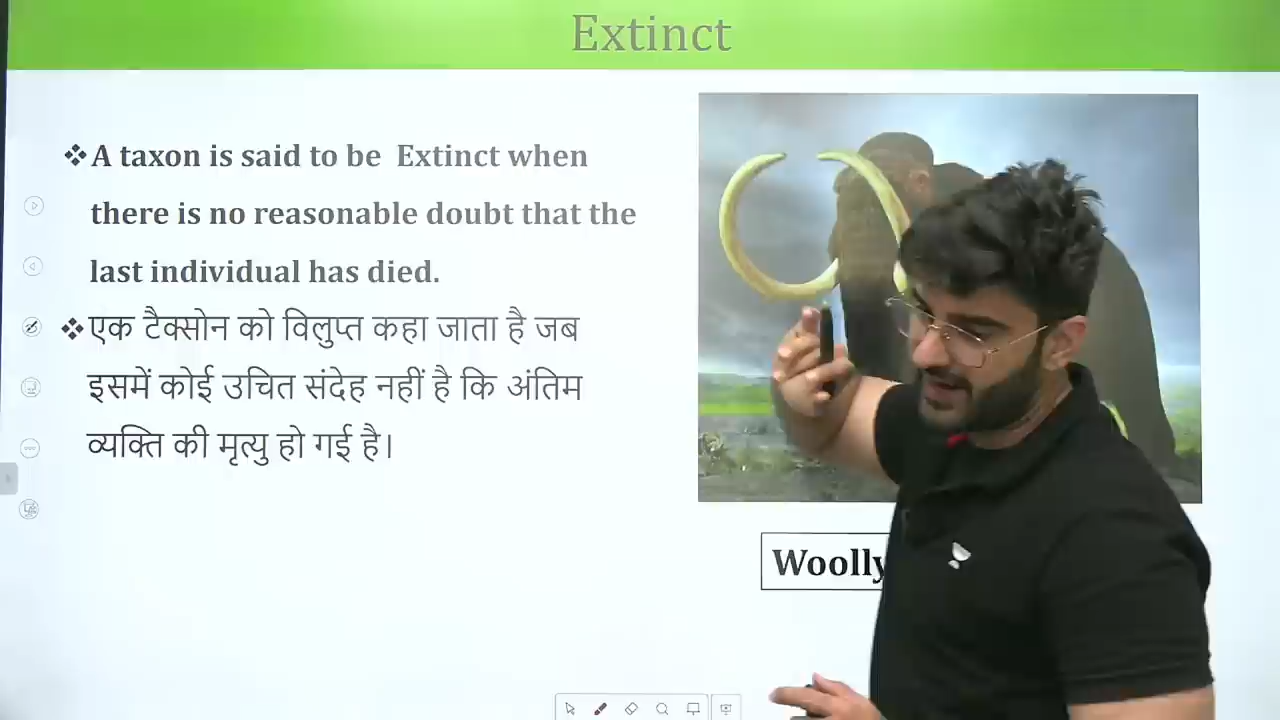 Extinct
❖A taxon is said to be Extinct when
there is no reasonable doubt that the
last individual has died.
❖एक टैक्सोन को विलुप्त कहा जाता है जब
इसमें कोई उचित संदेह नहीं है कि अंतिम
व्यक्ति की मृत्यु हो गई है।
Woolly